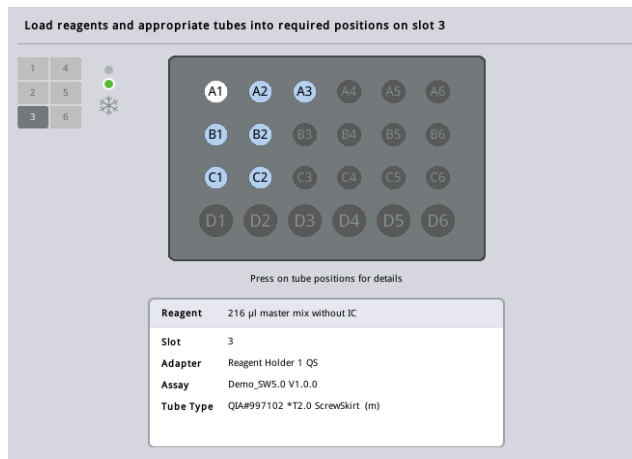 Load reagents and appropriate tubes into required positions on slot 3
1 4
2 5
3 6
A1 A2 A3 A4 A5 A6
B1 B2 B3 B4 B5 B6
C1 C2 C3 C4 C5 C6
D1 D2 D3 D4 D5 D6
Press on tube positions for details
Reagent 216 µl master mix without IC
Slot 3
Adapter Reagent Holder 1 QS
Assay Demo_SW5.0 V1.0.0
Tube Type QIA#997102 *T2.0 ScrewSkirt (m)